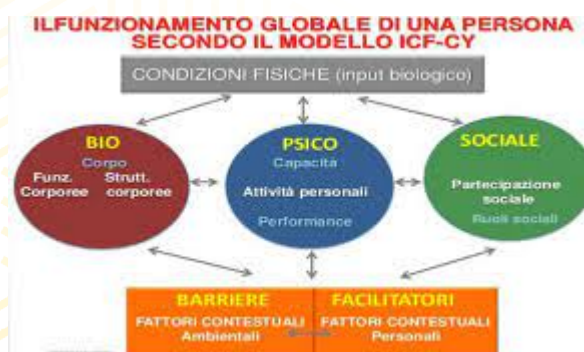 ILFUNZIONAMENTO GLOBALE DI UNA PERSONA
SECONDO IL MODELLO ICF-CY
CONDIZIONI FISICHE (input biologico)
BIO
Corpo
Funz. Strutt.
Corporee corporee
PSICO
Capacità
Attività personali
Performance
SOCIALE
Partecipazione
sociale
Ruoli sociali
BARRIERE
FATTORI CONTESTUALI
Ambientali
FACILITATORI
FATTORI CONTESTUALI
Personali